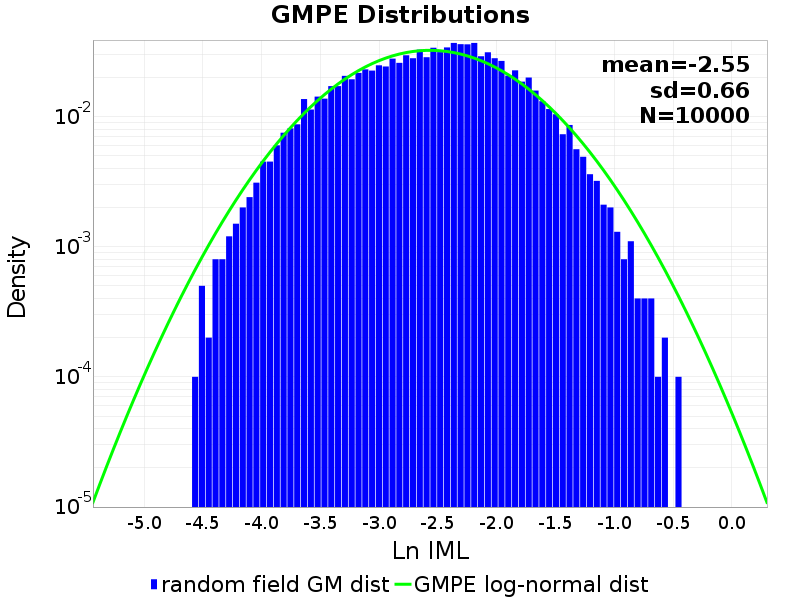 GMPE Distributions
mean=-2.55
sd=0.66
N=10000
10^-2
10^-3
10^-4
10^-5
Density
-5.0 -4.5 -4.0 -3.5 -3.0 -2.5 -2.0 -1.5 -1.0 -0.5 0.0
Ln IML
random field GM dist GMPE log-normal dist